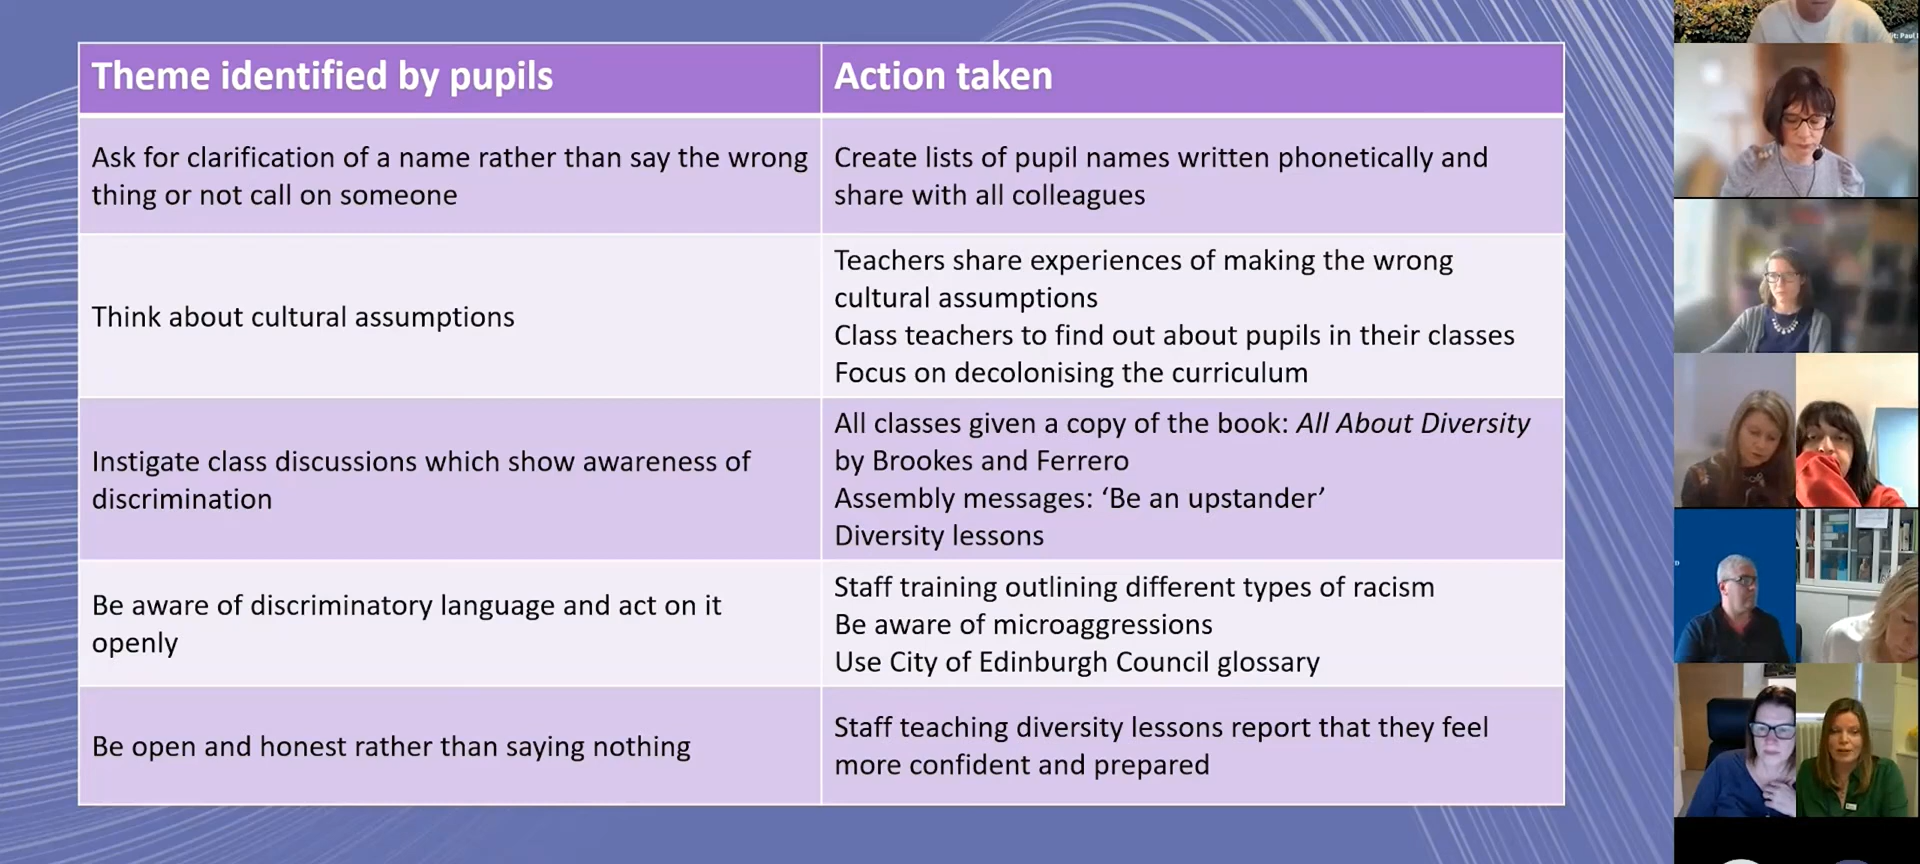 Theme identified by pupils
Action taken
Ask for clarification of a name rather than say the wrong
thing or not call on someone
Create lists of pupil names written phonetically and
share with all colleagues
Think about cultural assumptions
Teachers share experiences of making the wrong
cultural assumptions
Class teachers to find out about pupils in their classes
Focus on decolonising the curriculum
Instigate class discussions which show awareness of
discrimination
All classes given a copy of the book: All About Diversity
by Brookes and Ferrero
Assembly messages: ‘Be an upstander’
Diversity lessons
Be aware of discriminatory language and act on it
openly
Staff training outlining different types of racism
Be aware of microaggressions
Use City of Edinburgh Council glossary
Be open and honest rather than saying nothing
Staff teaching diversity lessons report that they feel
more confident and prepared